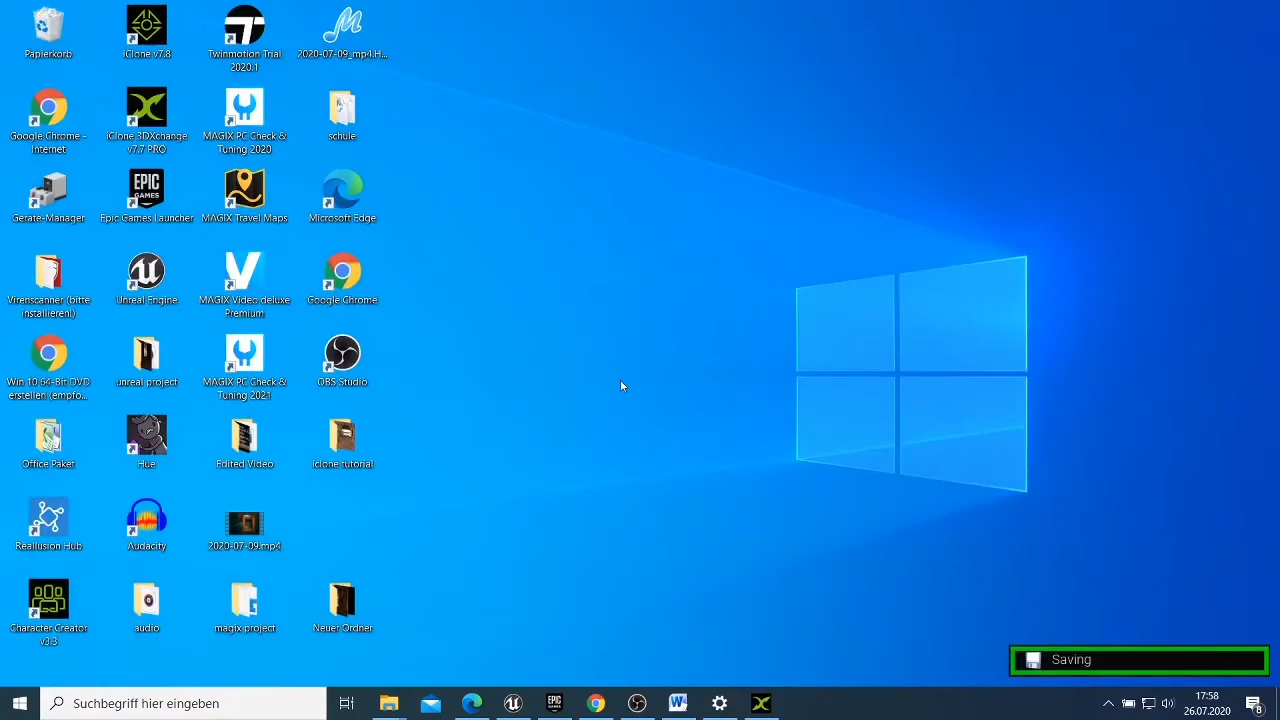 Papierkorb
iClone v7.8
Twinmotion Trial
2020.1
2020-07-09_mp4.H...
Google Chrome -
Internet
iClone 3DXchange
v7.7 PRO
MAGIX PC Check &
Tuning 2020
schule
Geräte-Manager
EPIC
GAMES
Epic Games Launcher
MAGIX Travel Maps
Microsoft Edge
Virenscanner (bitte
installieren!)
Unreal Engine
MAGIX Video deluxe
Premium
Google Chrome
Win 10 64-Bit DVD
erstellen (empfo...
unreal project
MAGIX PC Check &
Tuning 2021
OBS Studio
Office Paket
Hue
Edited Video
iclone tutorial
Reallusion Hub
Audacity
2020-07-09.mp4
Character Creator
v3.3
audio
magix project
Neuer Ordner
Saving
Suchbegriff hier eingeben
EPIC
17:58
26.07.2020
8